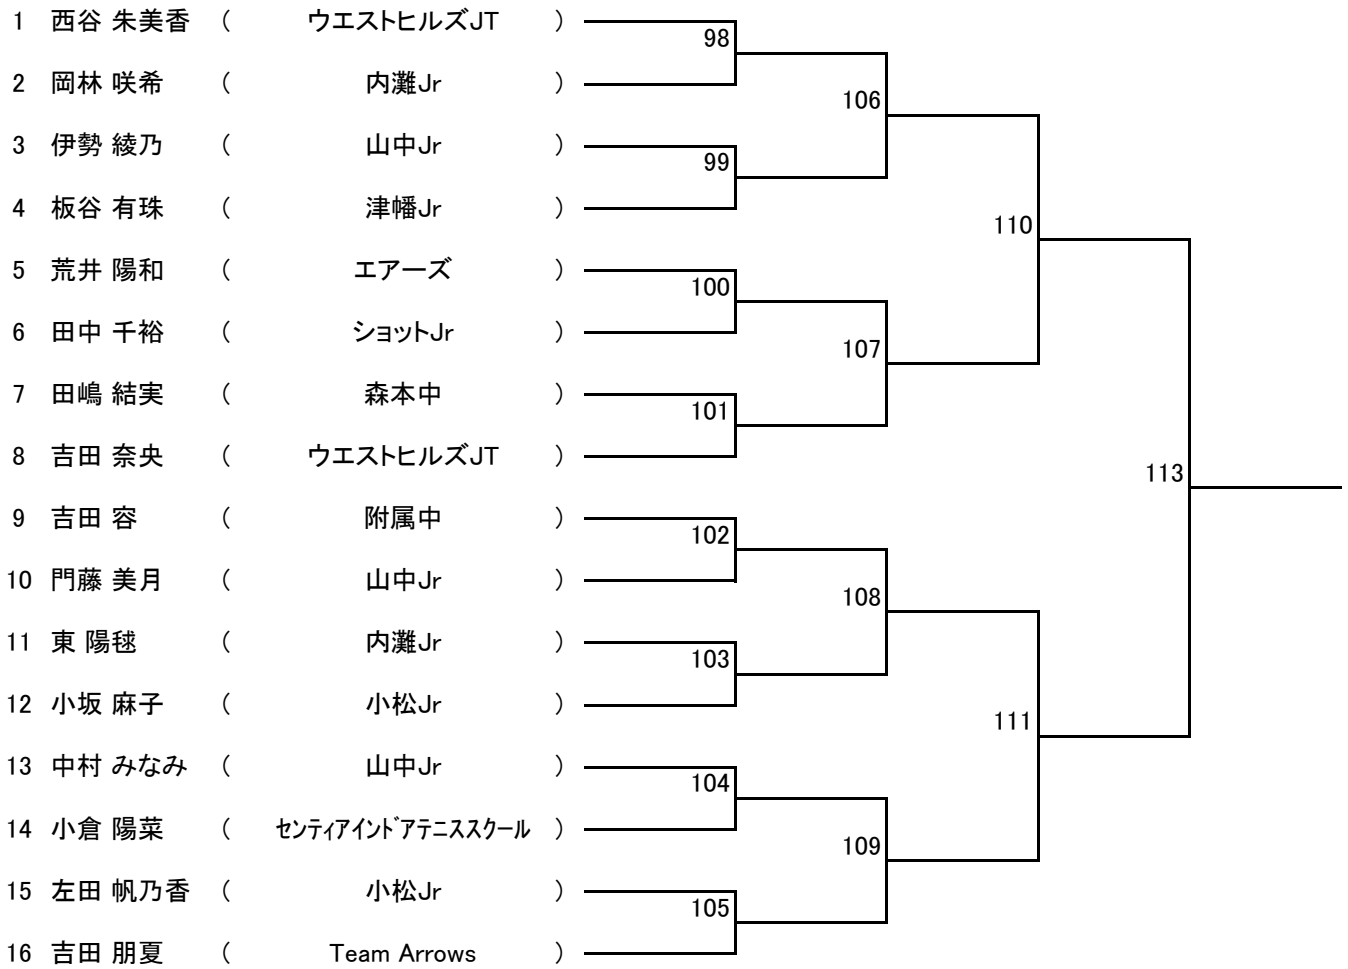 1 西谷 朱美香 ( ウエストヒルズJT )
98
2 岡林 咲希 ( 内灘Jr )
106
3 伊勢 綾乃 ( 山中Jr )
99
4 板谷 有珠 ( 津幡Jr )
110
5 荒井 陽和 ( エアーズ )
100
6 田中 千裕 ( ショットJr )
107
7 田嶋 結実 ( 森本中 )
101
8 吉田 奈央 ( ウエストヒルズJT )
113
9 吉田 容 ( 附属中 )
102
10 門藤 美月 ( 山中Jr )
108
11 東 陽毬 ( 内灘Jr )
103
12 小坂 麻子 ( 小松Jr )
111
13 中村 みなみ ( 山中Jr )
104
14 小倉 陽菜 ( センティアインドアテニススクール )
109
15 左田 帆乃香 ( 小松Jr )
105
16 吉田 朋夏 ( Team Arrows )